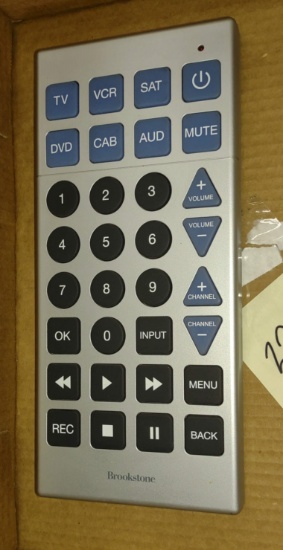 TV VCR SAT
DVD CAB AUD MUTE
1 2 3 + VOLUME
4 5 6 VOLUME −
7 8 9 + CHANNEL
OK 0 INPUT CHANNEL −
MENU
REC BACK
Brookstone